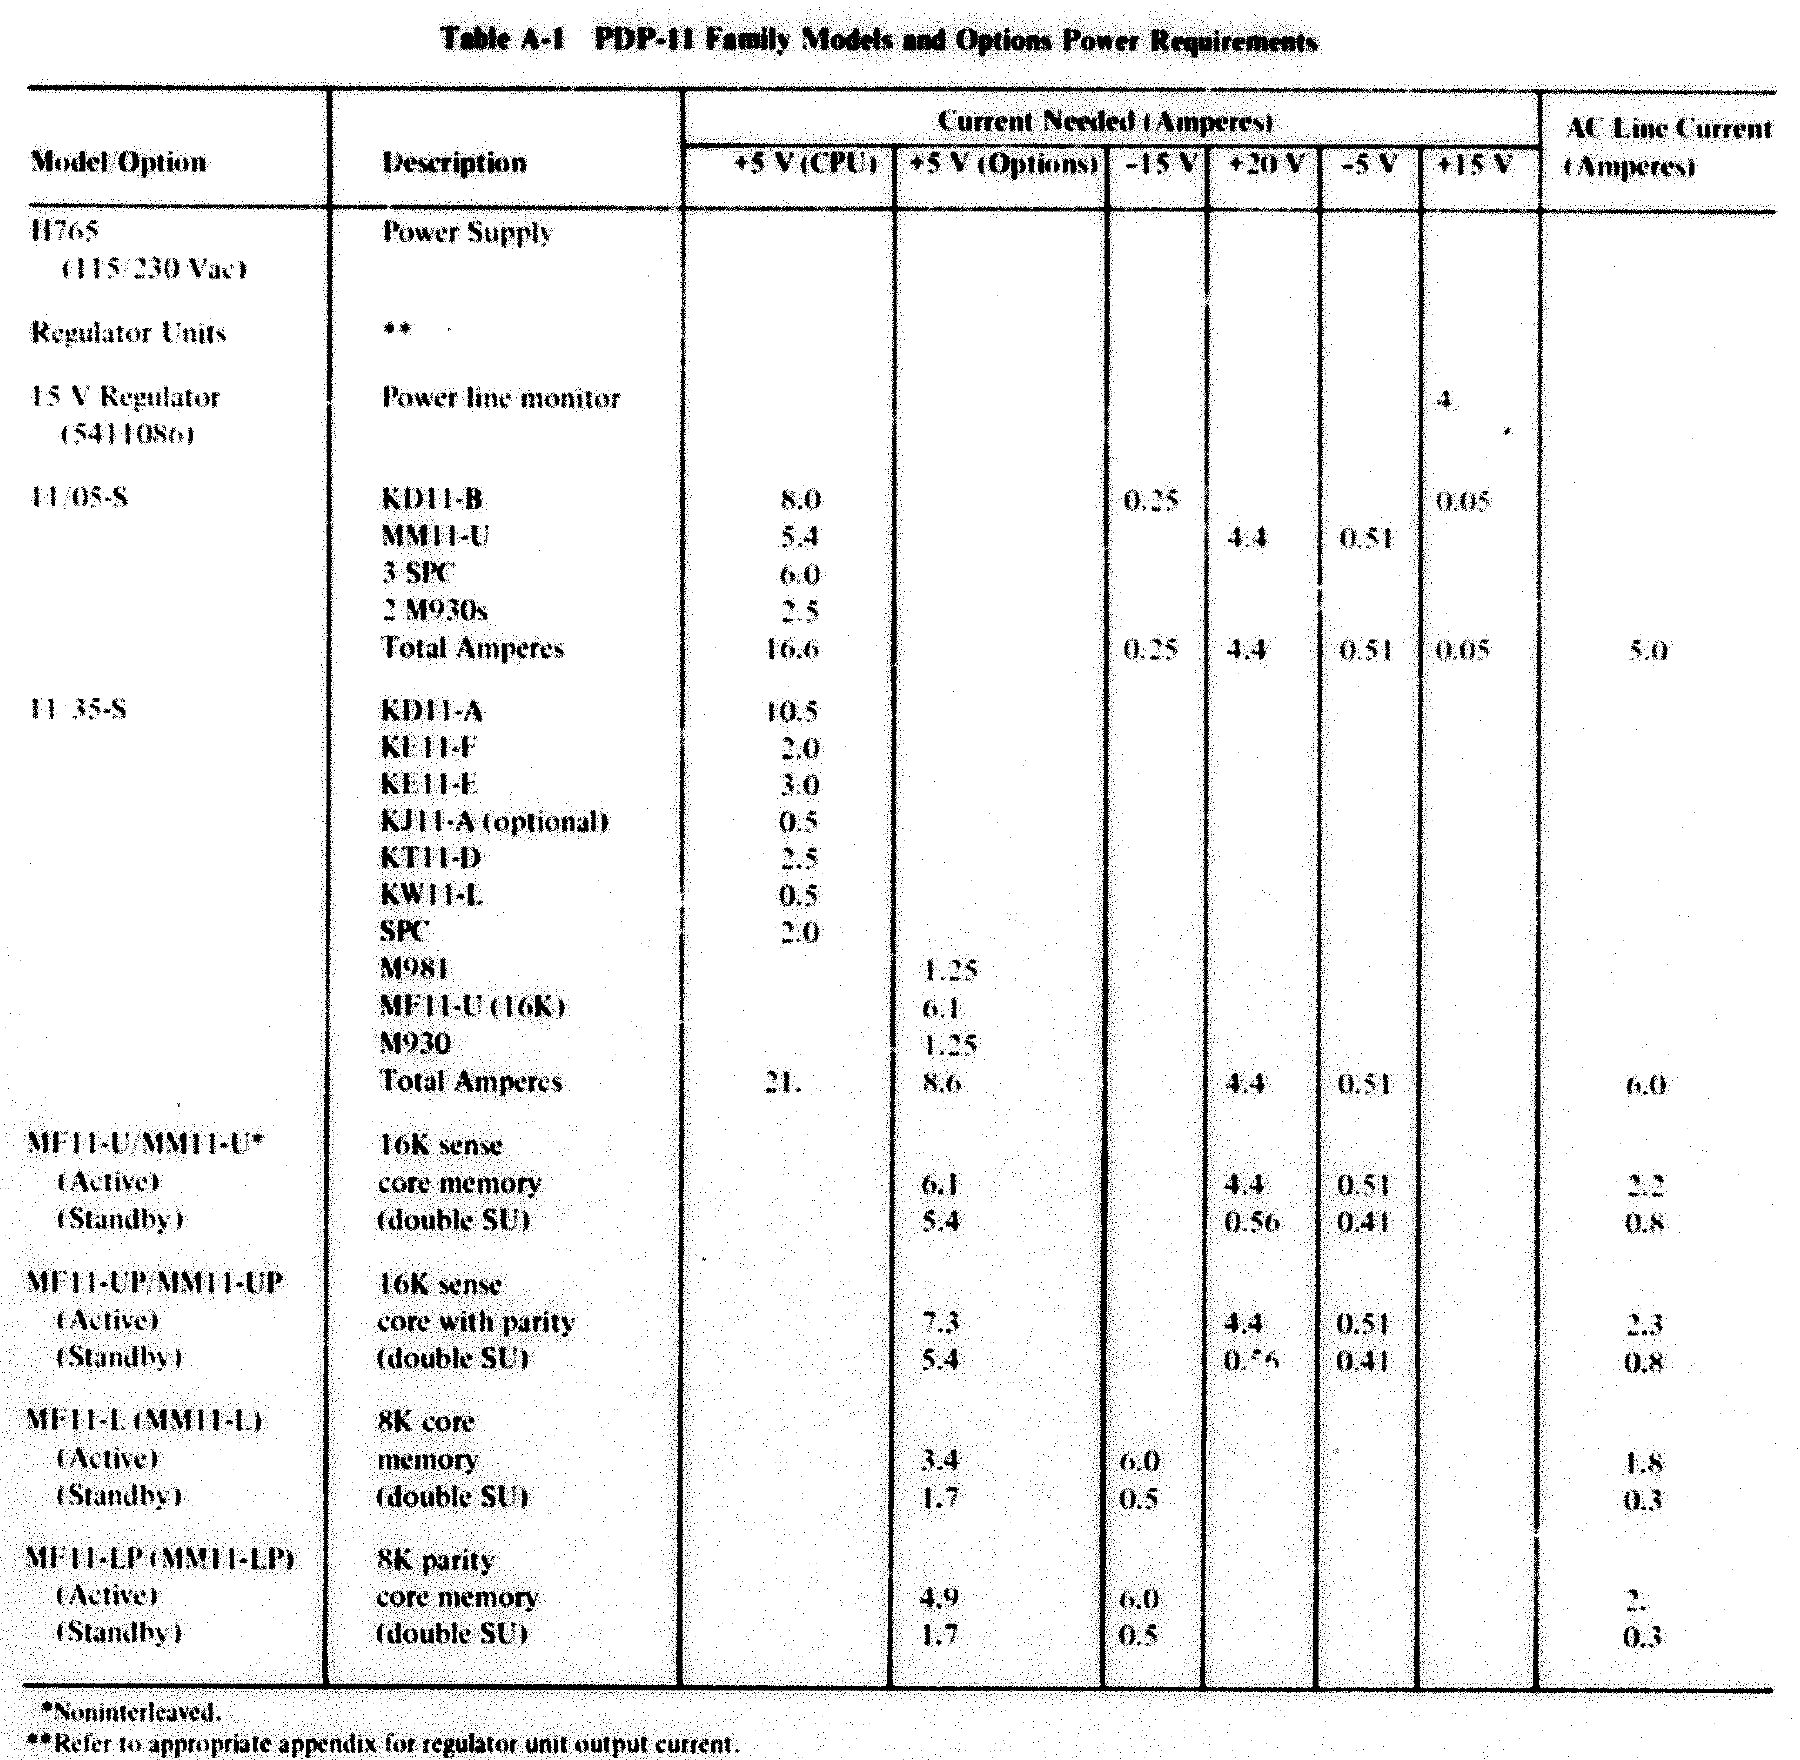 Table A-1 PDP-11 Family Models and Options Power Requirements
Current Needed (Amperes) AC Line Current
Model/Option Description +5 V (CPU) +5 V (Options) -15 V +20 V -5 V +15 V (Amperes)
H765 Power Supply
(115/230 Vac)
Regulator Units **
15 V Regulator Power line monitor 4
(5411086)
11/05-S KD11-B 8.0 0.25 0.05
MM11-U 5.4 4.4 0.51
3 SPC 6.0
2 M930s 2.5
Total Amperes 16.6 0.25 4.4 0.51 0.05 5.0
11 35-S KD11-A 10.5
KE11-F 2.0
KE11-E 3.0
KJ11-A (optional) 0.5
KT11-D 2.5
KW11-L 0.5
SPC 2.0
M981 1.25
MF11-U (16K) 6.1
M930 1.25
Total Amperes 21. 8.6 4.4 0.51 6.0
MF11-U/MM11-U* 16K sense
(Active) core memory 6.1 4.4 0.51 2.2
(Standby) (double SU) 5.4 0.56 0.41 0.8
MF11-UP/MM11-UP 16K sense
(Active) core with parity 7.3 4.4 0.51 2.3
(Standby) (double SU) 5.4 0.41 0.8
MF11-L (MM11-L) 8K core
(Active) memory 3.4 6.0 1.8
(Standby) (double SU) 1.7 0.5 0.3
MF11-LP (MM11-LP) 8K parity
(Active) core memory 4.9 6.0 2.
(Standby) (double SU) 1.7 0.5 0.3
*Noninterleaved.
**Refer to appropriate appendix for regulator unit output current.